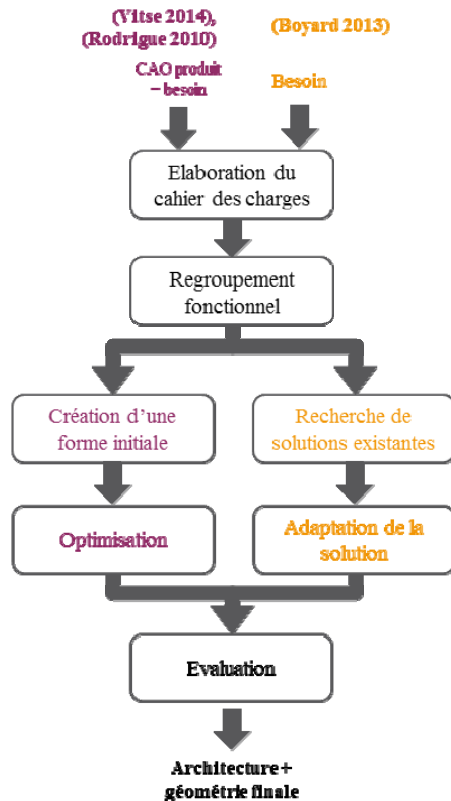 (Vitse 2014),
(Rodrigue 2010)
(Boyard 2013)
CAO produit
– besoin
Besoin
Elaboration du
cahier des charges
Regroupement
fonctionnel
Création d'une
forme initiale
Recherche de
solutions existantes
Optimisation
Adaptation de la
solution
Evaluation
Architecture +
géométrie finale